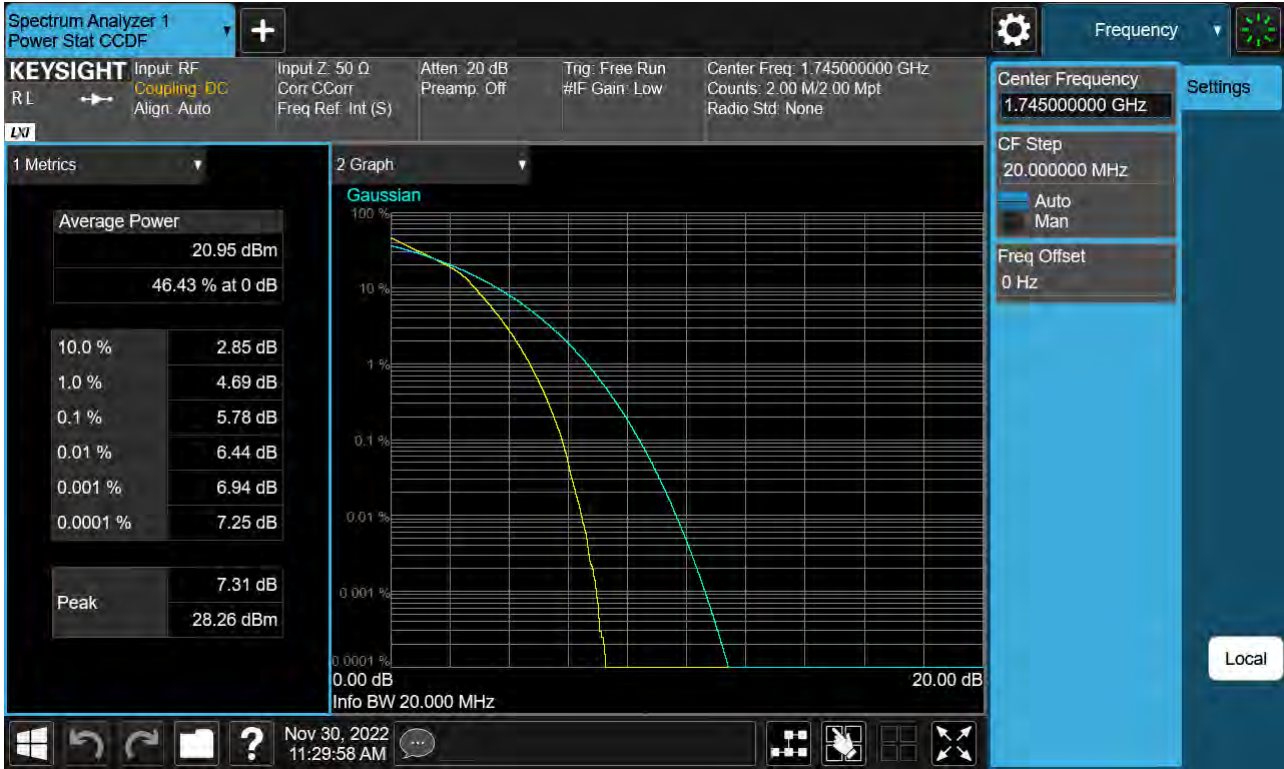 Spectrum Analyzer 1
Power Stat CCDF
Frequency
KEYSIGHT
R L
LXI
Input: RF
Coupling: DC
Align: Auto
Input Z: 50 Ω
Corr CCorr
Freq Ref: Int (S)
Atten: 20 dB
Preamp: Off
Trig: Free Run
#IF Gain: Low
Center Freq: 1.745000000 GHz
Counts: 2.00 M/2.00 Mpt
Radio Std: None
Center Frequency
1.745000000 GHz
Settings
CF Step
20.000000 MHz
Auto
Man
Freq Offset
0 Hz
Local
1 Metrics
Average Power
20.95 dBm
46.43 % at 0 dB
10.0 % 2.85 dB
1.0 % 4.69 dB
0.1 % 5.78 dB
0.01 % 6.44 dB
0.001 % 6.94 dB
0.0001 % 7.25 dB
Peak
7.31 dB
28.26 dBm
2 Graph
Gaussian
100 %
10 %
1 %
0.1 %
0.01 %
0.001 %
0.0001 %
0.00 dB 20.00 dB
Info BW 20.000 MHz
Nov 30, 2022
11:29:58 AM